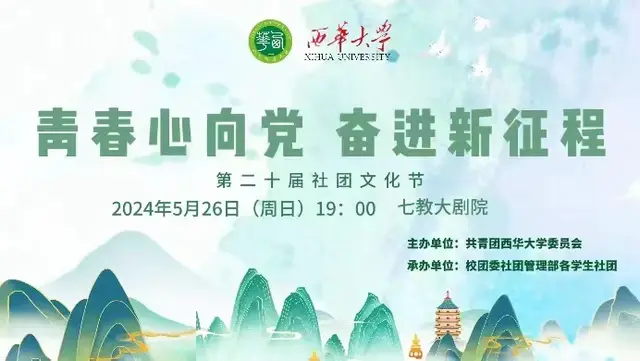 西华大学
XIHUA UNIVERSITY
青春心向党 奋进新征程
第二十届社团文化节
2024年5月26日（周日）19：00 七教大剧院
主办单位：共青团西华大学委员会
承办单位：校团委社团管理部各学生社团